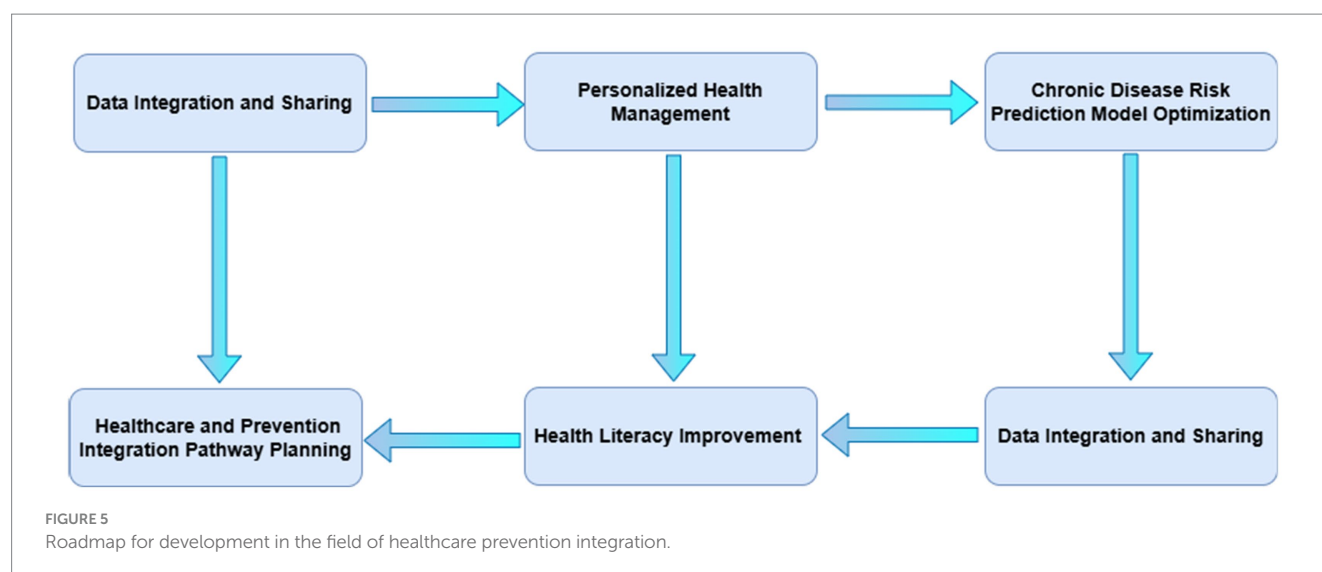 Data Integration and Sharing
Personalized Health
Management
Chronic Disease Risk
Prediction Model Optimization
Healthcare and Prevention
Integration Pathway Planning
Health Literacy Improvement
Data Integration and Sharing
FIGURE 5
Roadmap for development in the field of healthcare prevention integration.